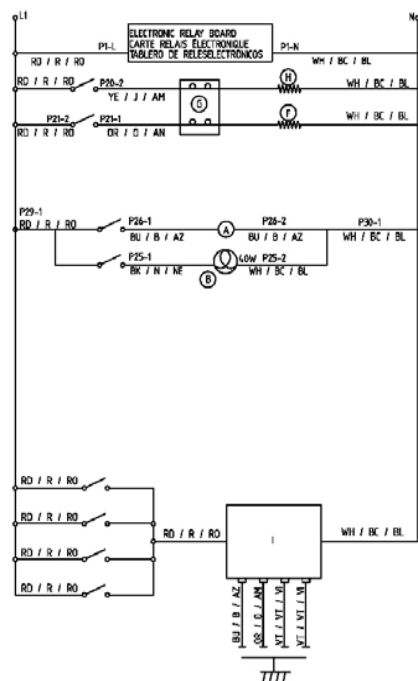 L1
N
ELECTRONIC RELAY BOARD
CARTE RELAIS ÉLECTRONIQUE
TABLERO DE RELÉSELECTRÓNICOS
P1-L
P1-N
RD / R / RO
WH / BC / BL
RD / R / RO
P20-2
H
WH / BC / BL
YE / J / AM
G
P21-2
P21-1
F
WH / BC / BL
RD / R / RO
OR / O / AN
P29-1
RD / R / RO
P26-1
P26-2
P30-1
BU / B / AZ
A
BU / B / AZ
WH / BC / BL
P25-1
40W
P25-2
BK / N / NE
B
WH / BC / BL
RD / R / RO
RD / R / RO
RD / R / RO
RD / R / RO
RD / R / RO
I
WH / BC / BL
BU / B / AZ
OR / O / AM
VT / VT / VI
VT / VT / VI